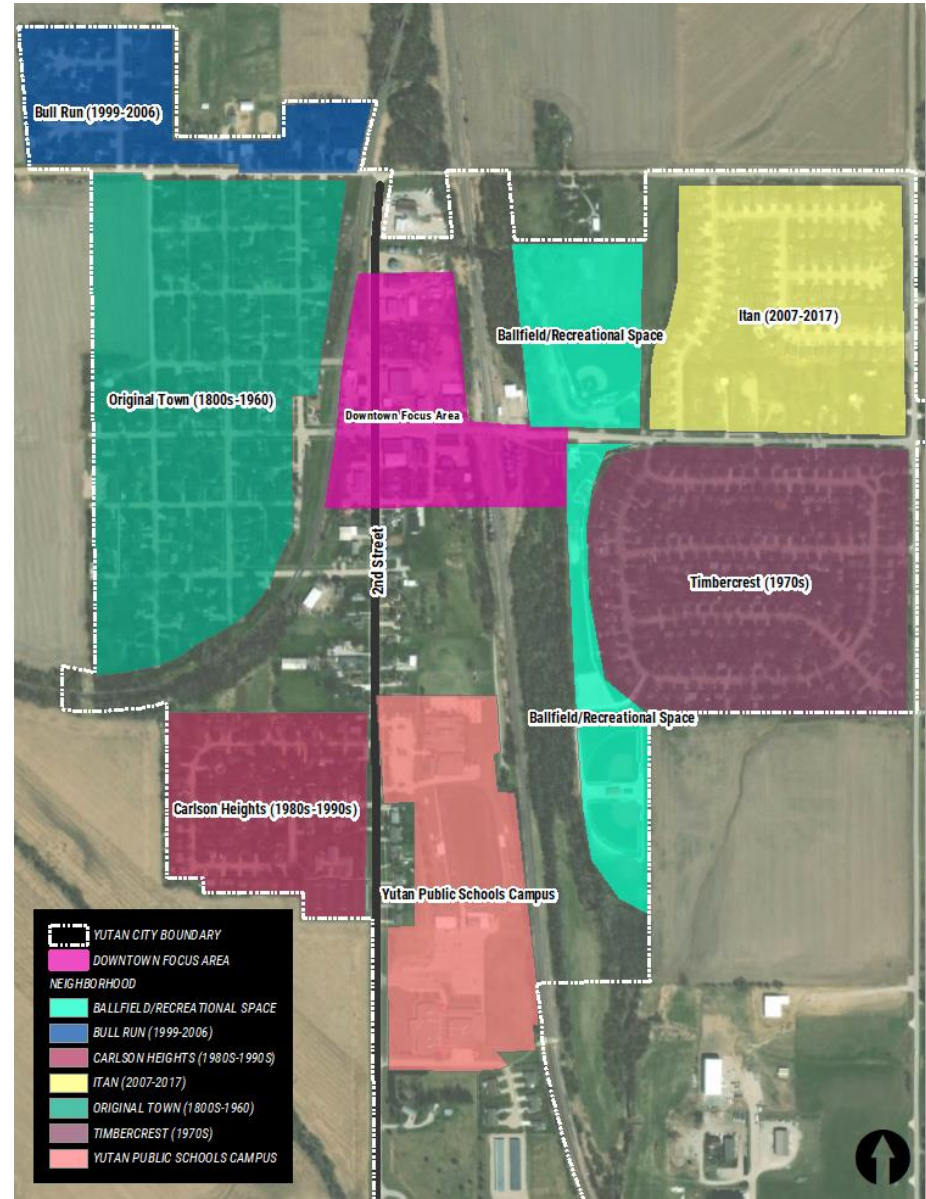 Bull Run (1999-2006)
Itan (2007-2017)
Ballfield/Recreational Space
Original Town (1800s-1960)
Downtown Focus Area
2nd Street
Timbercrest (1970s)
Ballfield/Recreational Space
Carlson Heights (1980s-1990s)
Yutan Public Schools Campus
YUTAN CITY BOUNDARY
DOWNTOWN FOCUS AREA
NEIGHBORHOOD
BALLFIELD/RECREATIONAL SPACE
BULL RUN (1999-2006)
CARLSON HEIGHTS (1980S-1990S)
ITAN (2007-2017)
ORIGINAL TOWN (1800S-1960)
TIMBERCREST (1970S)
YUTAN PUBLIC SCHOOLS CAMPUS